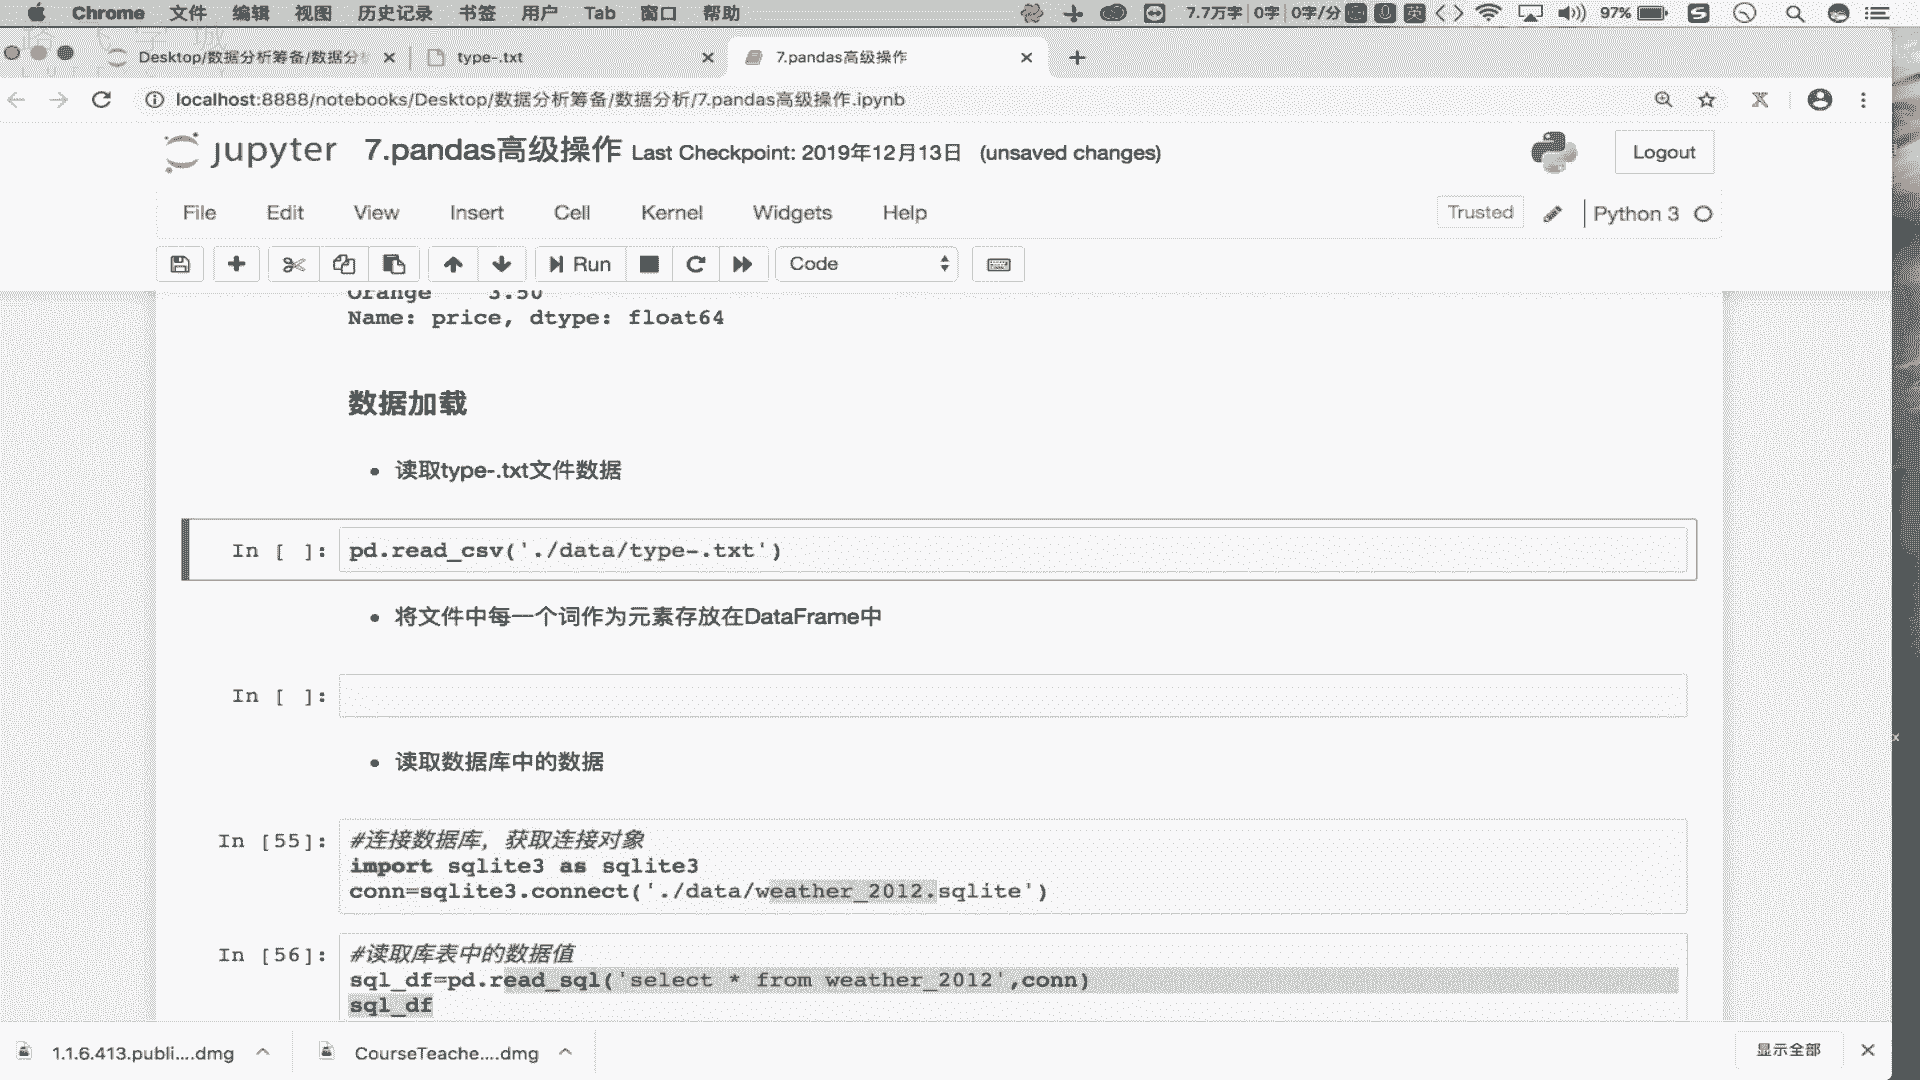 Chrome 文件 编辑 视图 历史记录 书签 用户 Tab 窗口 帮助 7.7万字 0字 0字/分 英 97%
Desktop/数据分析筹备/数据分 type-.txt 7.pandas高级操作
localhost:8888/notebooks/Desktop/数据分析筹备/数据分析/7.pandas高级操作.ipynb
jupyter 7.pandas高级操作 Last Checkpoint: 2019年12月13日 (unsaved changes) Logout
File Edit View Insert Cell Kernel Widgets Help Trusted Python 3
Run Code
Orange 3.50
Name: price, dtype: float64
数据加载
读取type-.txt文件数据
In [ ]: pd.read_csv('./data/type-.txt')
将文件中每一个词作为元素存放在DataFrame中
In [ ]:
读取数据库中的数据
In [55]: #连接数据库，获取连接对象
import sqlite3 as sqlite3
conn=sqlite3.connect('./data/weather_2012.sqlite')
In [56]: #读取库表中的数据值
sql_df=pd.read_sql('select * from weather_2012',conn)
sql_df
1.1.6.413.publi....dmg CourseTeache....dmg 显示全部